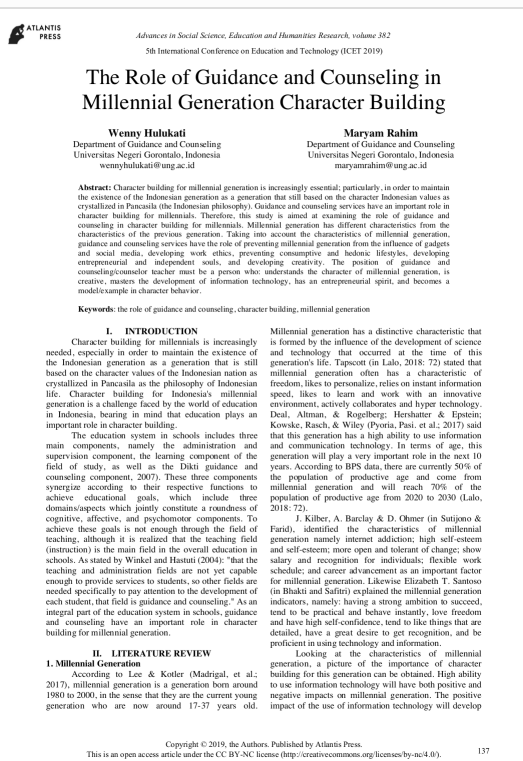 ATLANTIS
PRESS
Advances in Social Science, Education and Humanities Research, volume 382
5th International Conference on Education and Technology (ICET 2019)
The Role of Guidance and Counseling in
Millennial Generation Character Building
Wenny Hulukati
Department of Guidance and Counseling
Universitas Negeri Gorontalo, Indonesia
wennyhulukati@ung.ac.id
Maryam Rahim
Department of Guidance and Counseling
Universitas Negeri Gorontalo, Indonesia
maryamrahim@ung.ac.id
Abstract: Character building for millennial generation is increasingly essential; particularly, in order to maintain
the existence of the Indonesian generation as a generation that still based on the character Indonesian values as
crystallized in Pancasila (the Indonesian philosophy). Guidance and counseling services have an important role in
character building for millennials. Therefore, this study is aimed at examining the role of guidance and
counseling in character building for millennials. Millennial generation has different characteristics from the
characteristics of the previous generation. Taking into account the characteristics of millennial generation,
guidance and counseling services have the role of preventing millennial generation from the influence of gadgets
and social media, developing work ethics, preventing consumptive and hedonic lifestyles, developing
entrepreneurial and independent souls, and developing creativity. The position of guidance and
counseling/counselor teacher must be a person who: understands the character of millennial generation, is
creative, masters the development of information technology, has an entrepreneurial spirit, and becomes a
model/example in character behavior.
Keywords: the role of guidance and counseling, character building, millennial generation
I. INTRODUCTION
Character building for millennials is increasingly
needed, especially in order to maintain the existence of
the Indonesian generation as a generation that is still
based on the character values of the Indonesian nation as
crystallized in Pancasila as the philosophy of Indonesian
life. Character building for Indonesia's millennial
generation is a challenge faced by the world of education
in Indonesia, bearing in mind that education plays an
important role in character building.
The education system in schools includes three
main components, namely the administration and
supervision component, the learning component of the
field of study, as well as the Dikti guidance and
counseling component, 2007). These three components
synergize according to their respective functions to
achieve educational goals, which include three
domains/aspects which jointly constitute a roundness of
cognitive, affective, and psychomotor components. To
achieve these goals is not enough through the field of
teaching, although it is realized that the teaching field
(instruction) is the main field in the overall education in
schools. As stated by Winkel and Hastuti (2004): "that the
teaching and administration fields are not yet capable
enough to provide services to students, so other fields are
needed specifically to pay attention to the development of
each student, that field is guidance and counseling." As an
integral part of the education system in schools, guidance
and counseling have an important role in character
building for millennial generation.
II. LITERATURE REVIEW
1. Millennial Generation
According to Lee & Kotler (Madrigal, et al.;
2017), millennial generation is a generation born around
1980 to 2000, in the sense that they are the current young
generation who are now around 17-37 years old.
Millennial generation has a distinctive characteristic that
is formed by the influence of the development of science
and technology that occurred at the time of this
generation's life. Tapscott (in Lalo, 2018: 72) stated that
millennial generation often has a characteristic of
freedom, likes to personalize, relies on instant information
speed, likes to learn and work with an innovative
environment, actively collaborates and hyper technology.
Deal, Altman, & Rogelberg; Hershatter & Epstein;
Kowske, Rasch, & Wiley (Pyoria, Pasi. et al.; 2017) said
that this generation has a high ability to use information
and communication technology. In terms of age, this
generation will play a very important role in the next 10
years. According to BPS data, there are currently 50% of
the population of productive age and come from
millennial generation and will reach 70% of the
population of productive age from 2020 to 2030 (Lalo,
2018: 72).
J. Kilber, A. Barclay & D. Ohmer (in Sutijono &
Farid), identified the characteristics of millennial
generation namely internet addiction; high self-esteem
and self-esteem; more open and tolerant of change; show
salary and recognition for individuals; flexible work
schedule; and career advancement as an important factor
for millennial generation. Likewise Elizabeth T. Santoso
(in Bhakti and Safitri) explained the millennial generation
indicators, namely: having a strong ambition to succeed,
tend to be practical and behave instantly, love freedom
and have high self-confidence, tend to like things that are
detailed, have a great desire to get recognition, and be
proficient in using technology and information.
Looking at the characteristics of millennial
generation, a picture of the importance of character
building for this generation can be obtained. High ability
to use information technology will have both positive and
negative impacts on millennial generation. The positive
impact of the use of information technology will develop
Copyright © 2019, the Authors. Published by Atlantis Press.
This is an open access article under the CC BY-NC license (http://creativecommons.org/licenses/by-nc/4.0/).
137